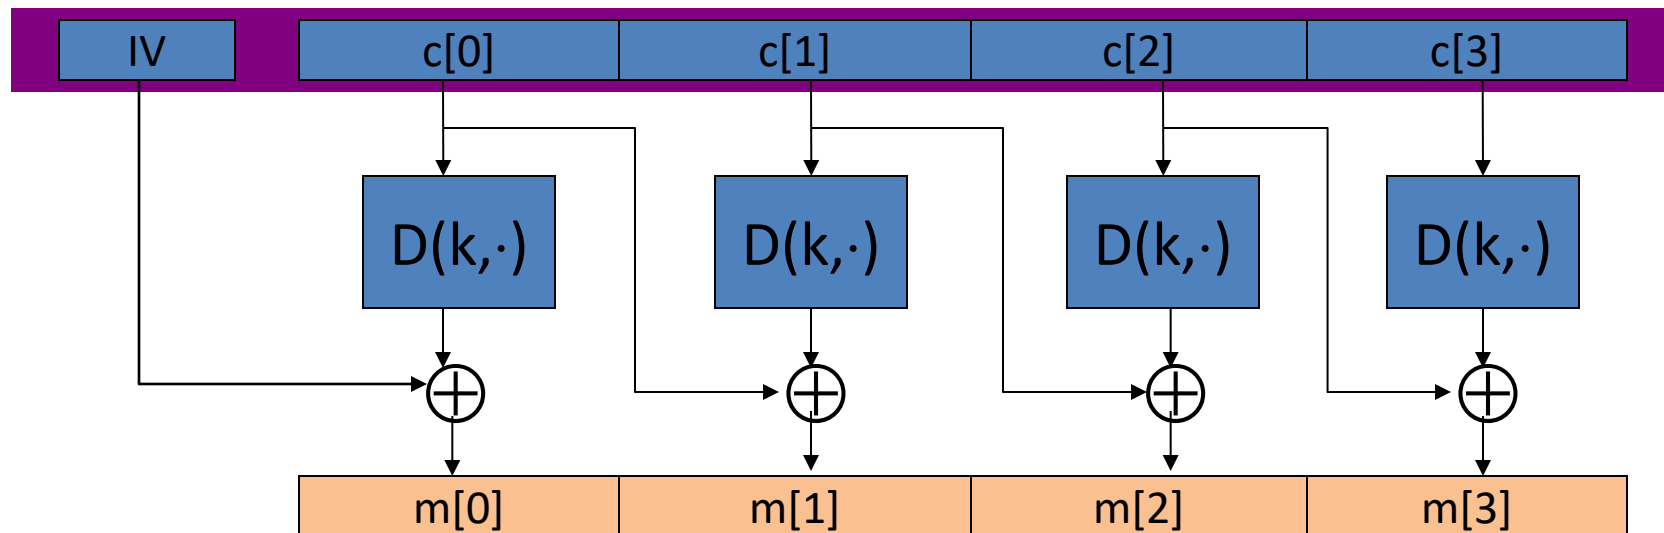 IV c[0] c[1] c[2] c[3]
D(k,·) D(k,·) D(k,·) D(k,·)
m[0] m[1] m[2] m[3]